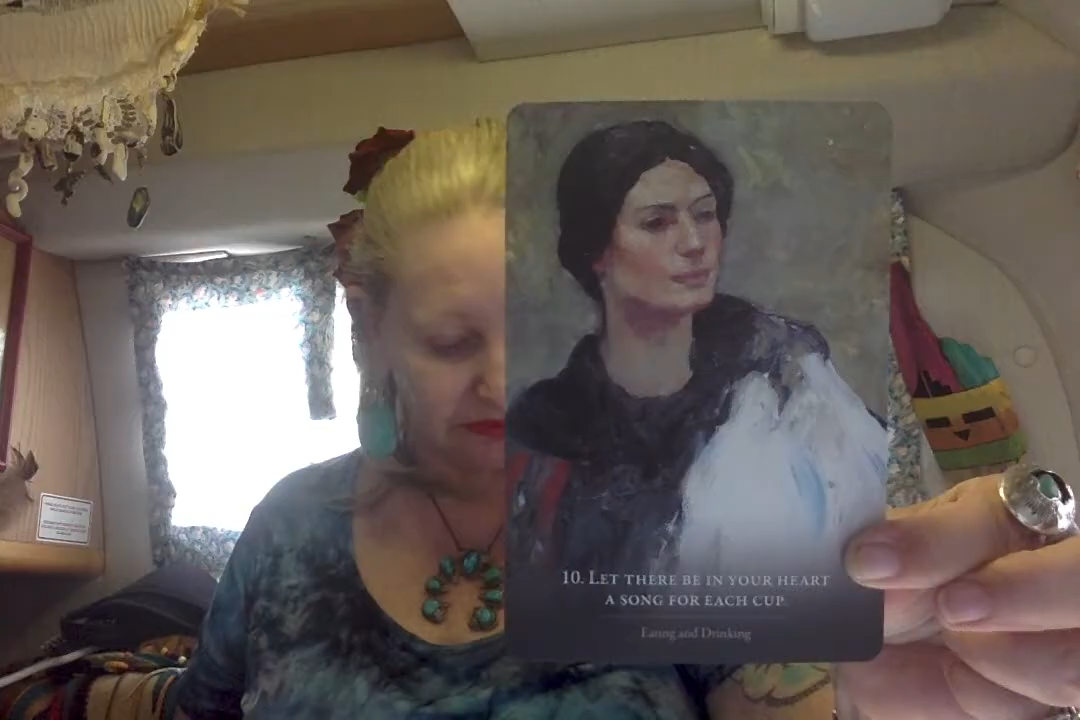 10. Let there be in your heart
a song for each cup
Eating and Drinking